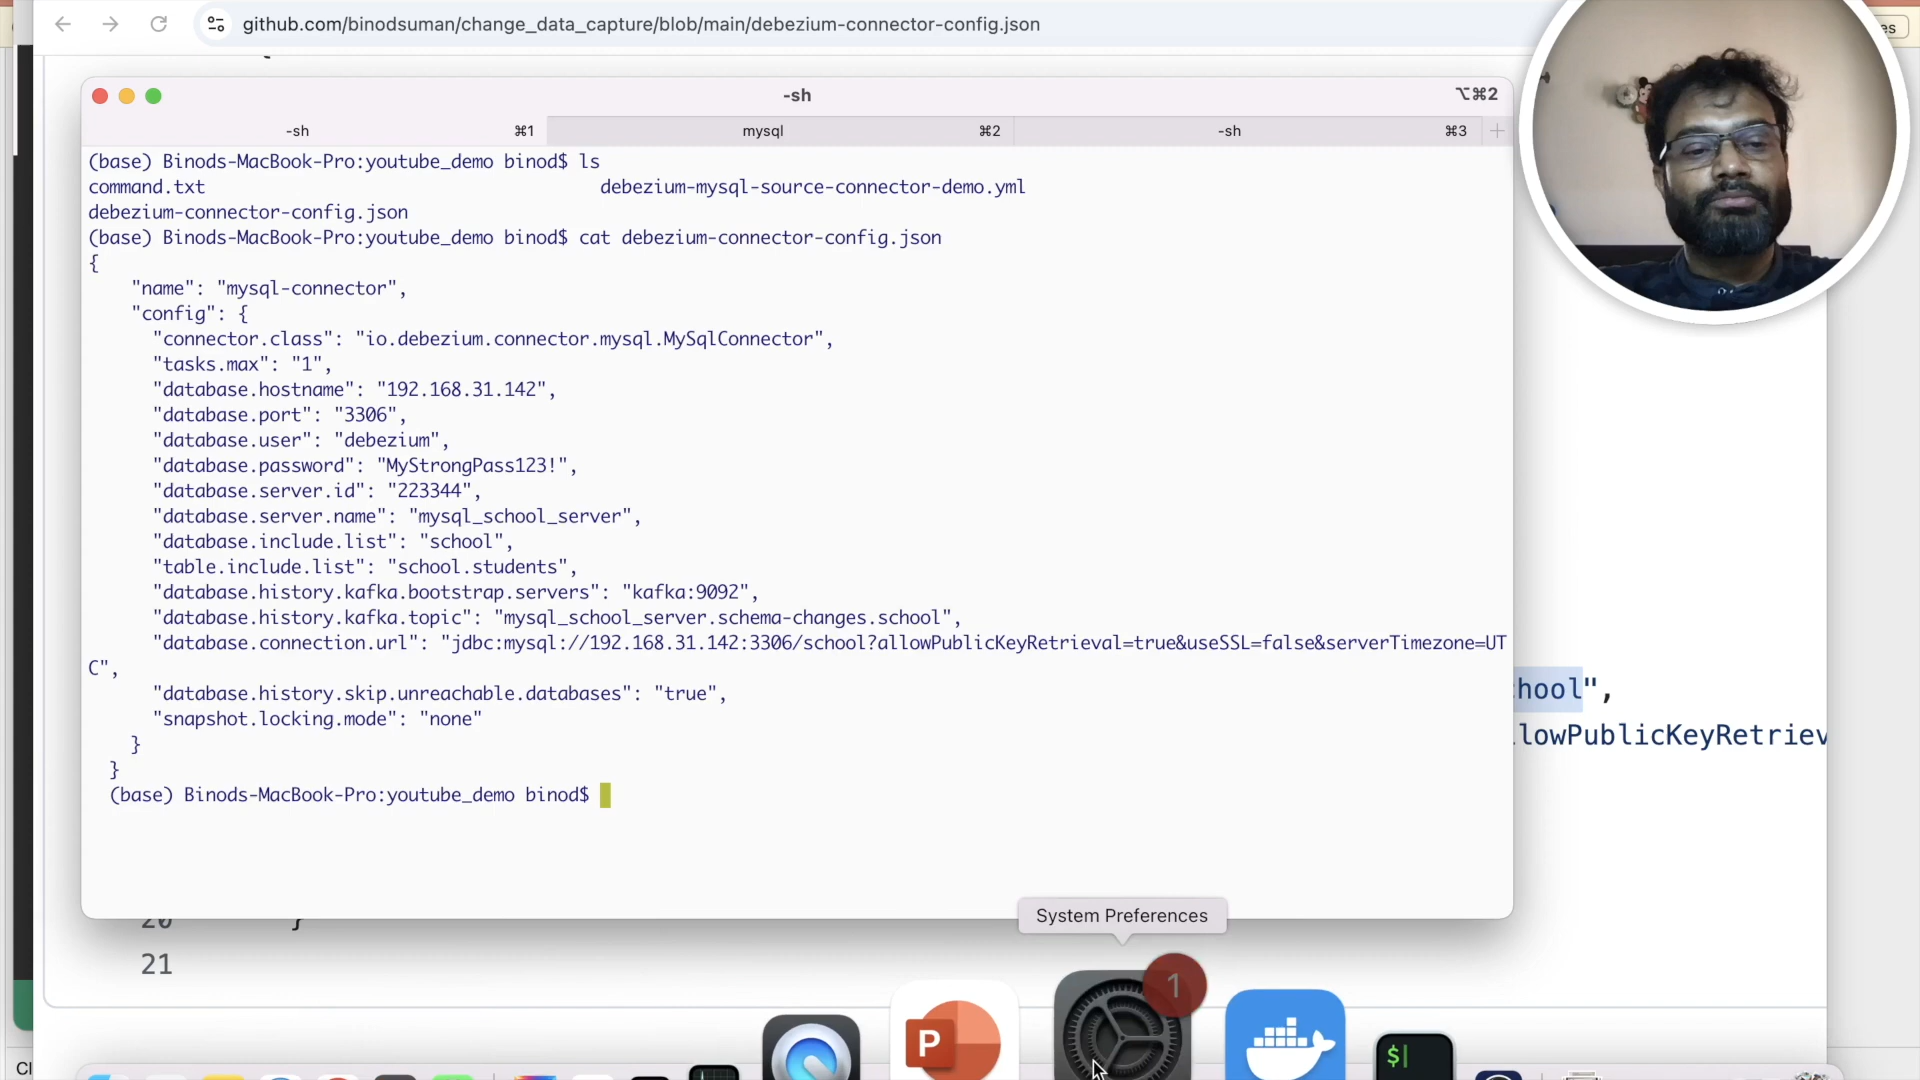 github.com/binodsuman/change_data_capture/blob/main/debezium-connector-config.json
-sh
⌥⌘2
-sh ⌘1 mysql ⌘2 -sh ⌘3
(base) Binods-MacBook-Pro:youtube_demo binod$ ls
command.txt debezium-mysql-source-connector-demo.yml
debezium-connector-config.json
(base) Binods-MacBook-Pro:youtube_demo binod$ cat debezium-connector-config.json
{
"name": "mysql-connector",
"config": {
"connector.class": "io.debezium.connector.mysql.MySqlConnector",
"tasks.max": "1",
"database.hostname": "192.168.31.142",
"database.port": "3306",
"database.user": "debezium",
"database.password": "MyStrongPass123!",
"database.server.id": "223344",
"database.server.name": "mysql_school_server",
"database.include.list": "school",
"table.include.list": "school.students",
"database.history.kafka.bootstrap.servers": "kafka:9092",
"database.history.kafka.topic": "mysql_school_server.schema-changes.school",
"database.connection.url": "jdbc:mysql://192.168.31.142:3306/school?allowPublicKeyRetrieval=true&useSSL=false&serverTimezone=UT
C",
"database.history.skip.unreachable.databases": "true",
"snapshot.locking.mode": "none"
}
}
(base) Binods-MacBook-Pro:youtube_demo binod$
hool",
lowPublicKeyRetriev
20 }
21
System Preferences
1
P
$